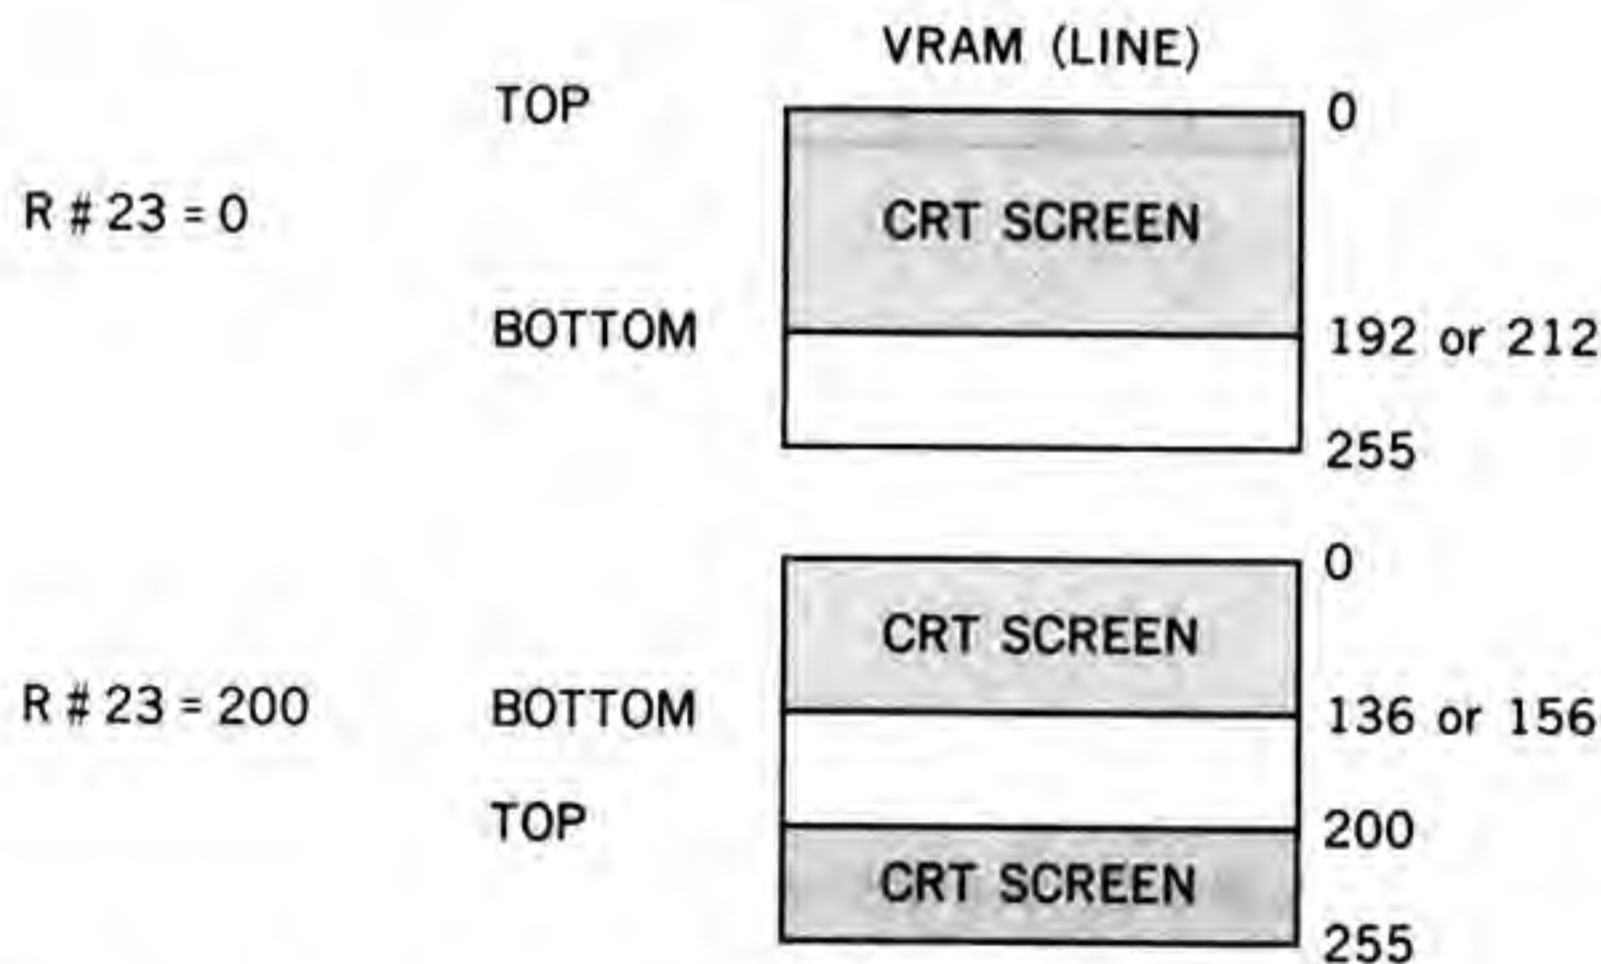 VRAM (LINE)
TOP
0
R # 23 = 0
CRT SCREEN
BOTTOM
192 or 212
255
0
CRT SCREEN
R # 23 = 200
BOTTOM
136 or 156
TOP
200
CRT SCREEN
255